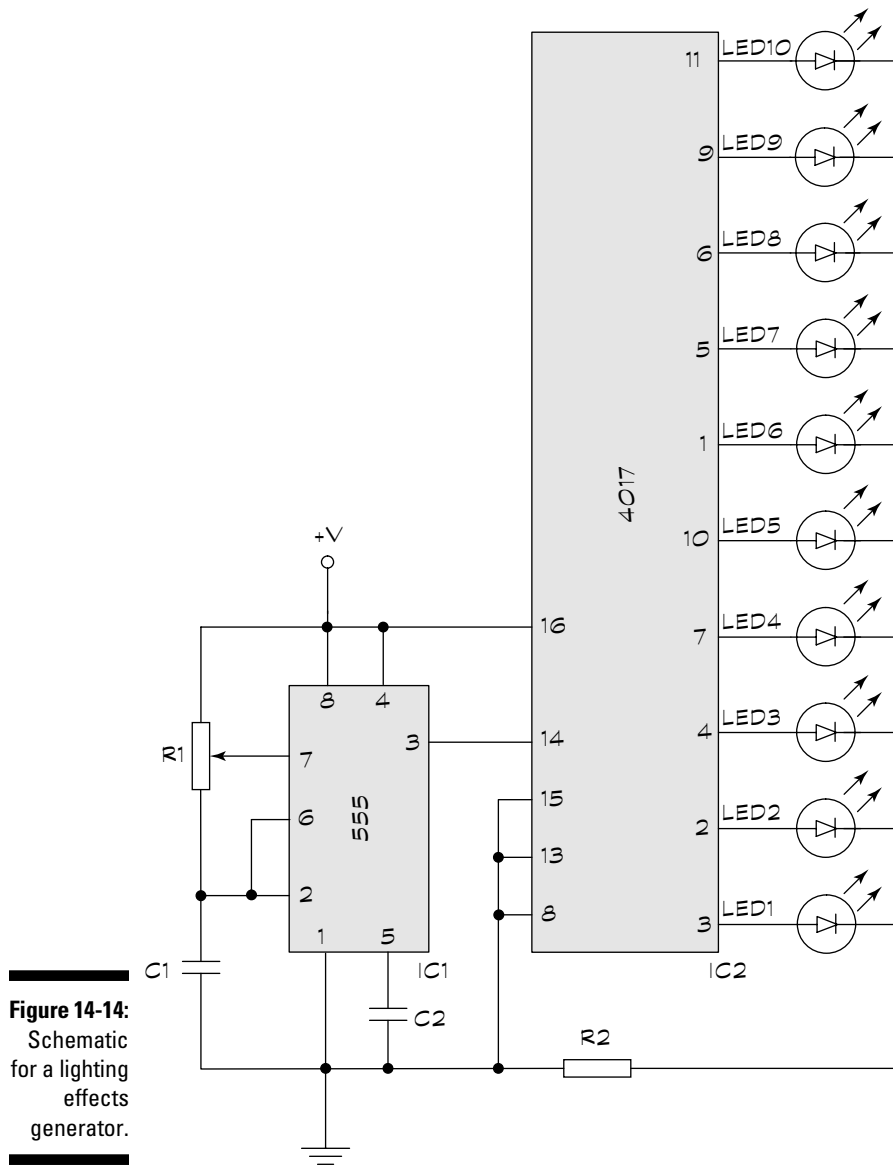 11 LED10
9 LED9
6 LED8
5 LED7
1 LED6
4017
10 LED5
+V
16
7 LED4
8 4
R1
7
3
14
4 LED3
6
555
15
2
13
2 LED2
8
1 5
3 LED1
C1
IC1
IC2
C2
R2
Figure 14-14:
Schematic
for a lighting
effects
generator.